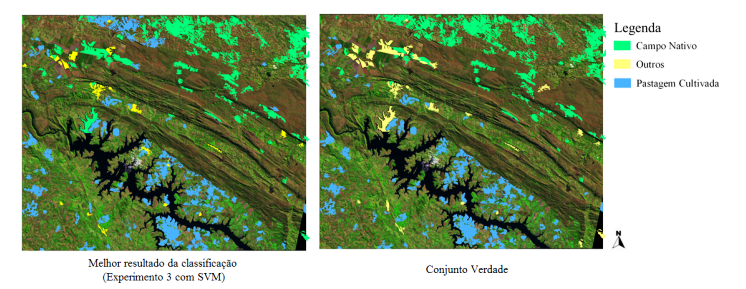 Legenda
Campo Nativo
Outros
Pastagem Cultivada
N
Melhor resultado da classificação
(Experimento 3 com SVM)
Conjunto Verdade